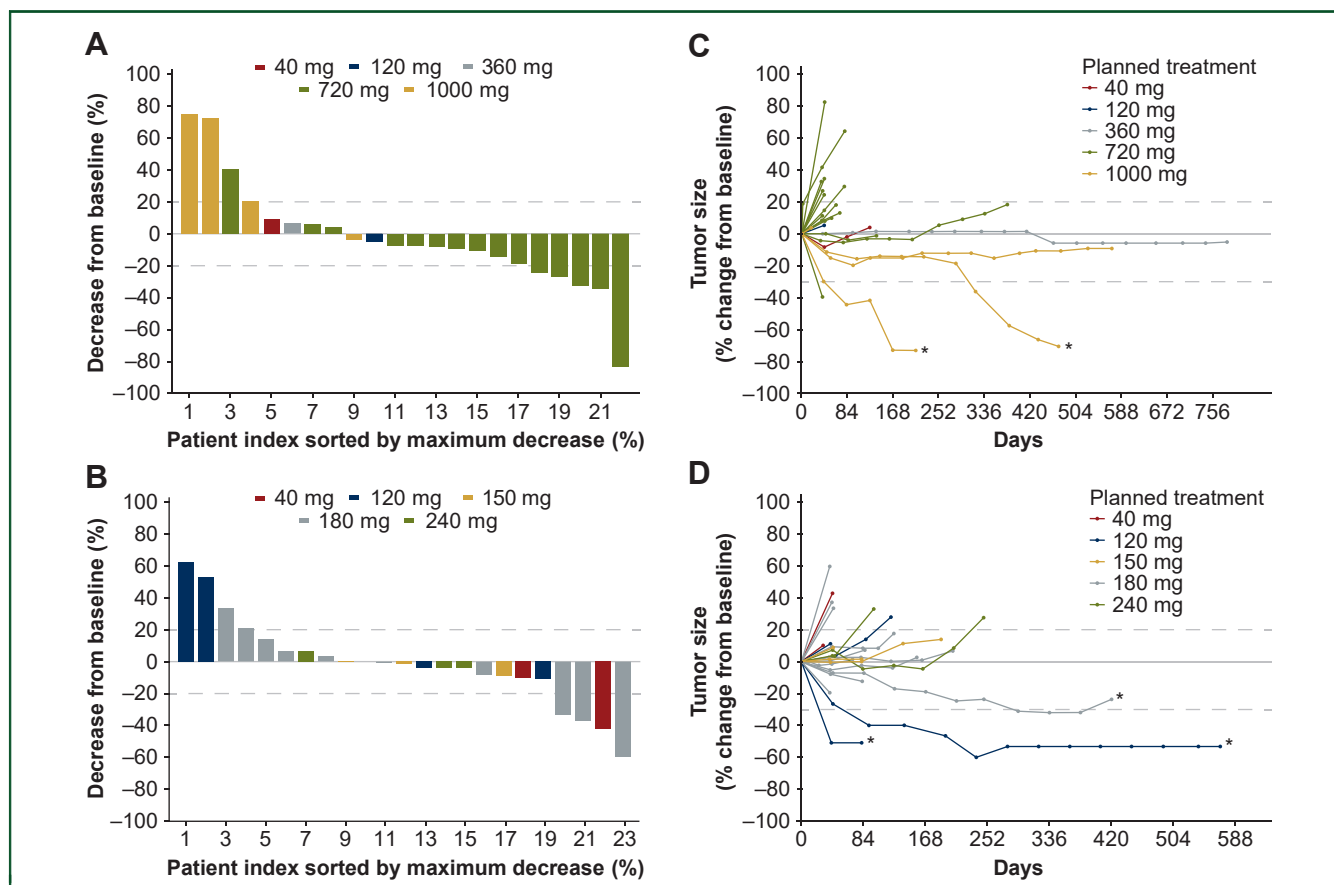 A
40 mg 120 mg 360 mg
720 mg 1000 mg
Decrease from baseline (%)
100
80
60
40
20
0
–20
–40
–60
–80
–100
1 3 5 7 9 11 13 15 17 19 21
Patient index sorted by maximum decrease (%)
C
Planned treatment
40 mg
120 mg
360 mg
720 mg
1000 mg
Tumor size
(% change from baseline)
100
80
60
40
20
0
–20
–40
–60
–80
–100
*
*
0 84 168 252 336 420 504 588 672 756
Days
B
40 mg 120 mg 150 mg
180 mg 240 mg
Decrease from baseline (%)
100
80
60
40
20
0
–20
–40
–60
–80
–100
1 3 5 7 9 11 13 15 17 19 21 23
Patient index sorted by maximum decrease (%)
D
Planned treatment
40 mg
120 mg
150 mg
180 mg
240 mg
Tumor size
(% change from baseline)
100
80
60
40
20
0
–20
–40
–60
–80
–100
*
*
*
0 84 168 252 336 420 504 588
Days